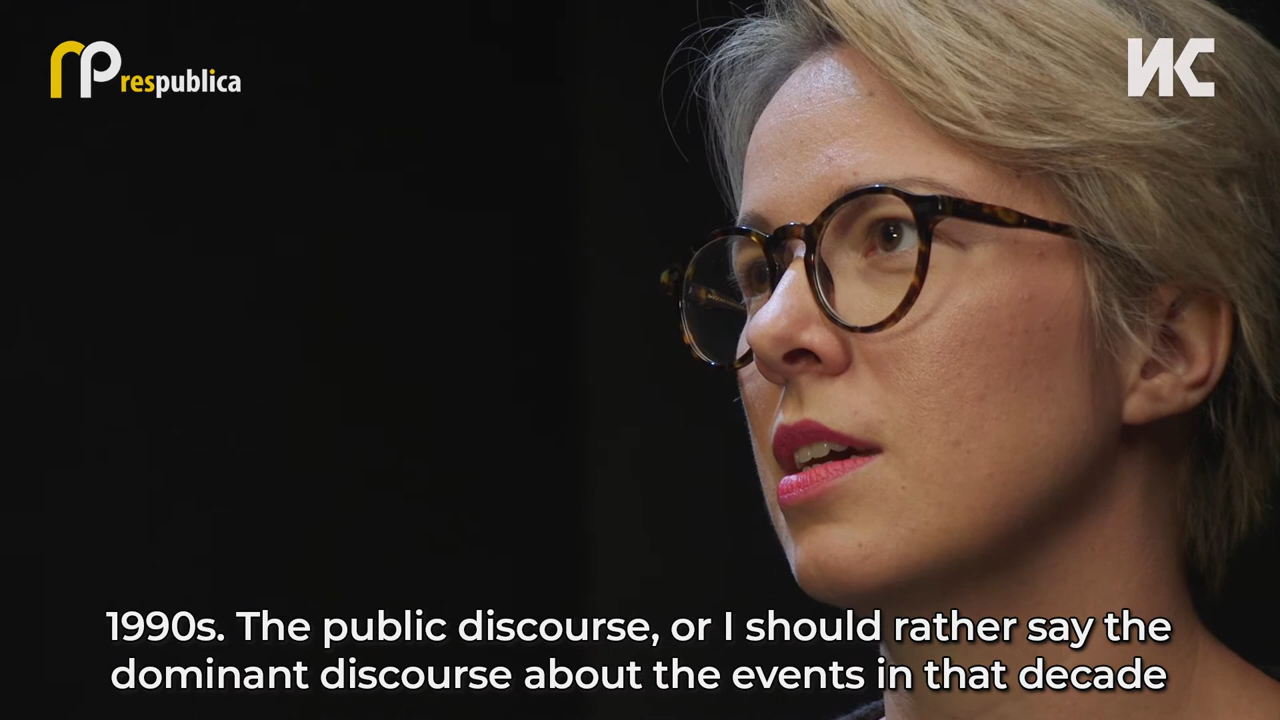 respublica
ИС
1990s. The public discourse, or I should rather say the
dominant discourse about the events in that decade